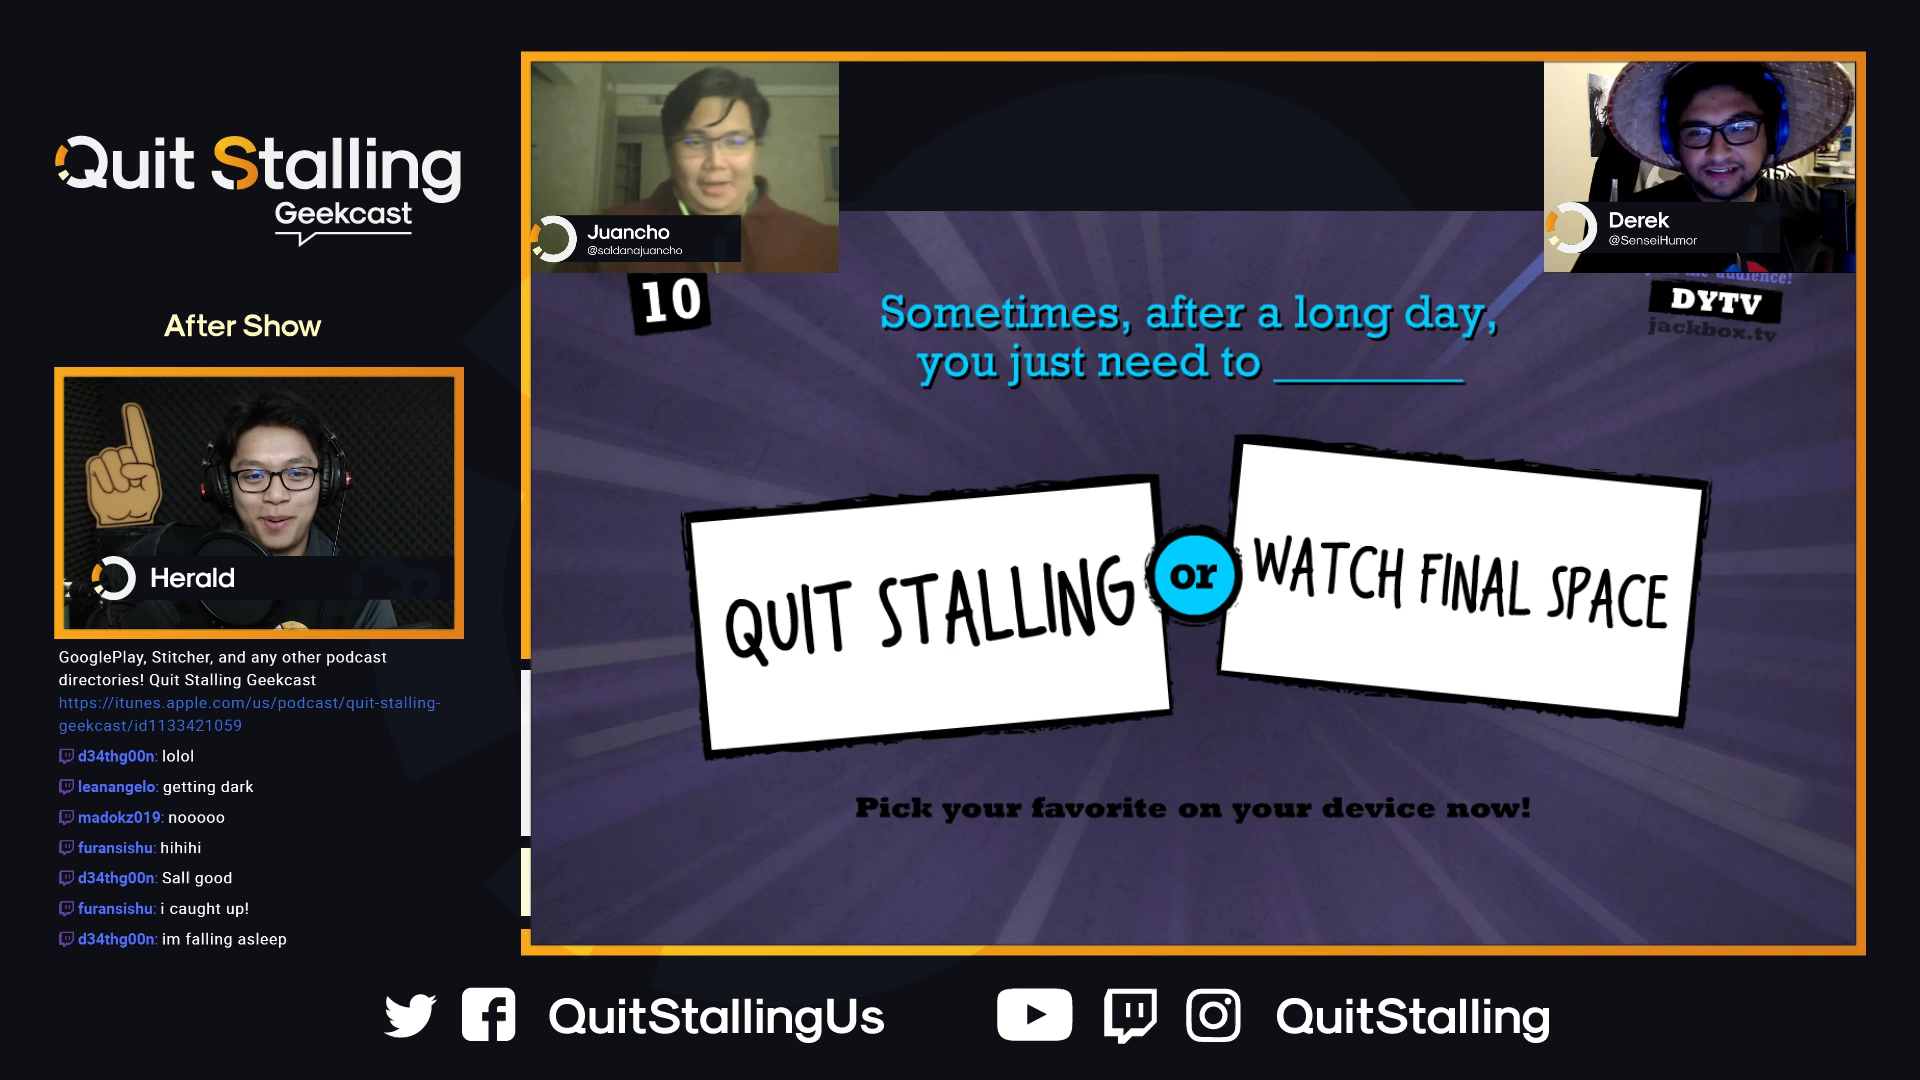 Quit Stalling
Geekcast
After Show
Herald
GooglePlay, Stitcher, and any other podcast
directories! Quit Stalling Geekcast
https://itunes.apple.com/us/podcast/quit-stalling-
geekcast/id1133421059
d34thg00n: lolol
leanangelo: getting dark
madokz019: nooooo
furansishu: hihihi
d34thg00n: Sall good
furansishu: i caught up!
d34thg00n: im falling asleep
Juancho
@saldanajuancho
Derek
@SenseiHumor
10
audience!
DYTV
jackbox.tv
Sometimes, after a long day,
you just need to ________
QUIT STALLING
or
WATCH FINAL SPACE
Pick your favorite on your device now!
QuitStallingUs
QuitStalling